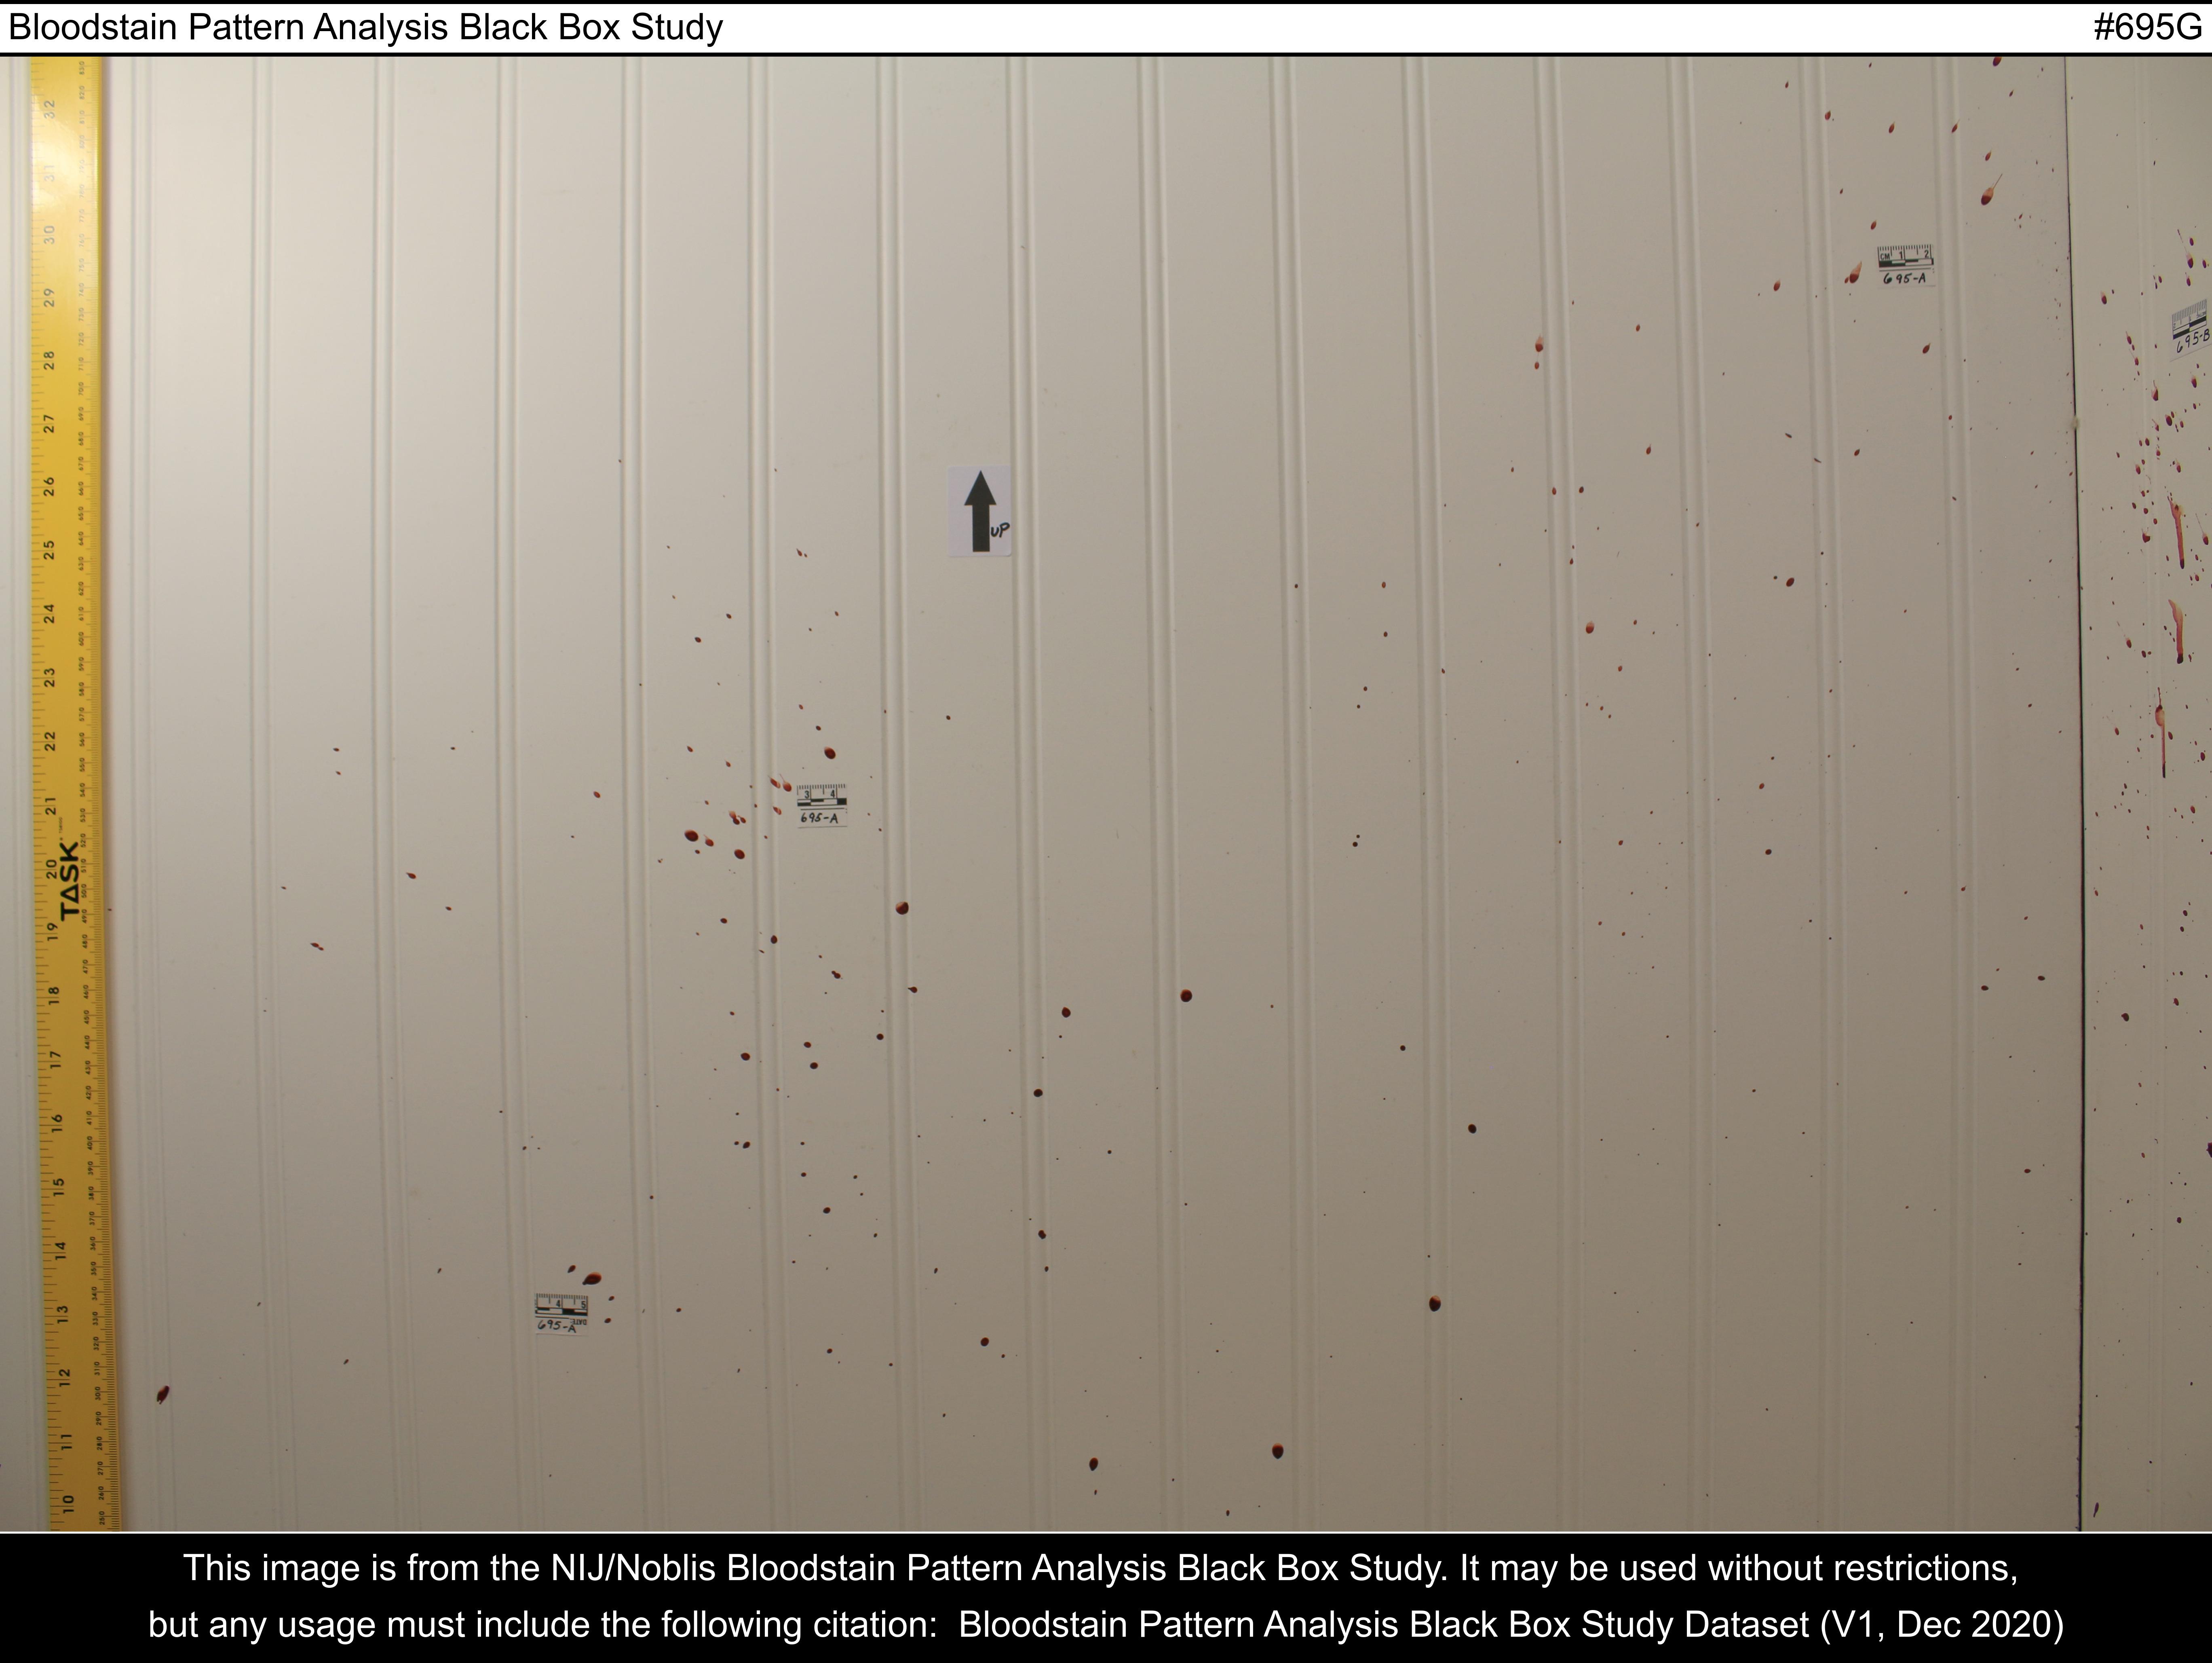 Bloodstain Pattern Analysis Black Box Study #695G
32
31
30
29
28
27
26
25
24
23
22
21
20
19
18
17
16
15
14
13
12
11
10
TASK
CM 1 2
695-A
695-B
UP
3 4
695-A
4 5
DATE
695-A
This image is from the NIJ/Noblis Bloodstain Pattern Analysis Black Box Study. It may be used without restrictions,
but any usage must include the following citation: Bloodstain Pattern Analysis Black Box Study Dataset (V1, Dec 2020)